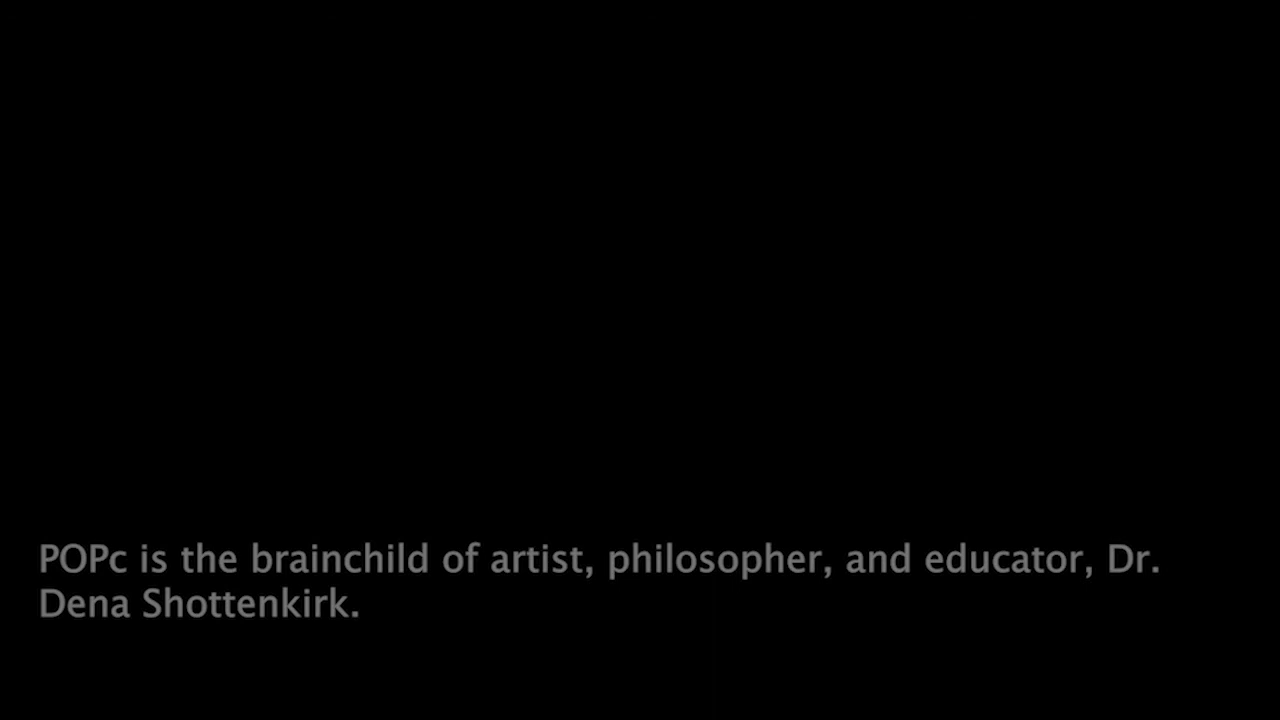 POPc is the brainchild of artist, philosopher, and educator, Dr.
Dena Shottenkirk.